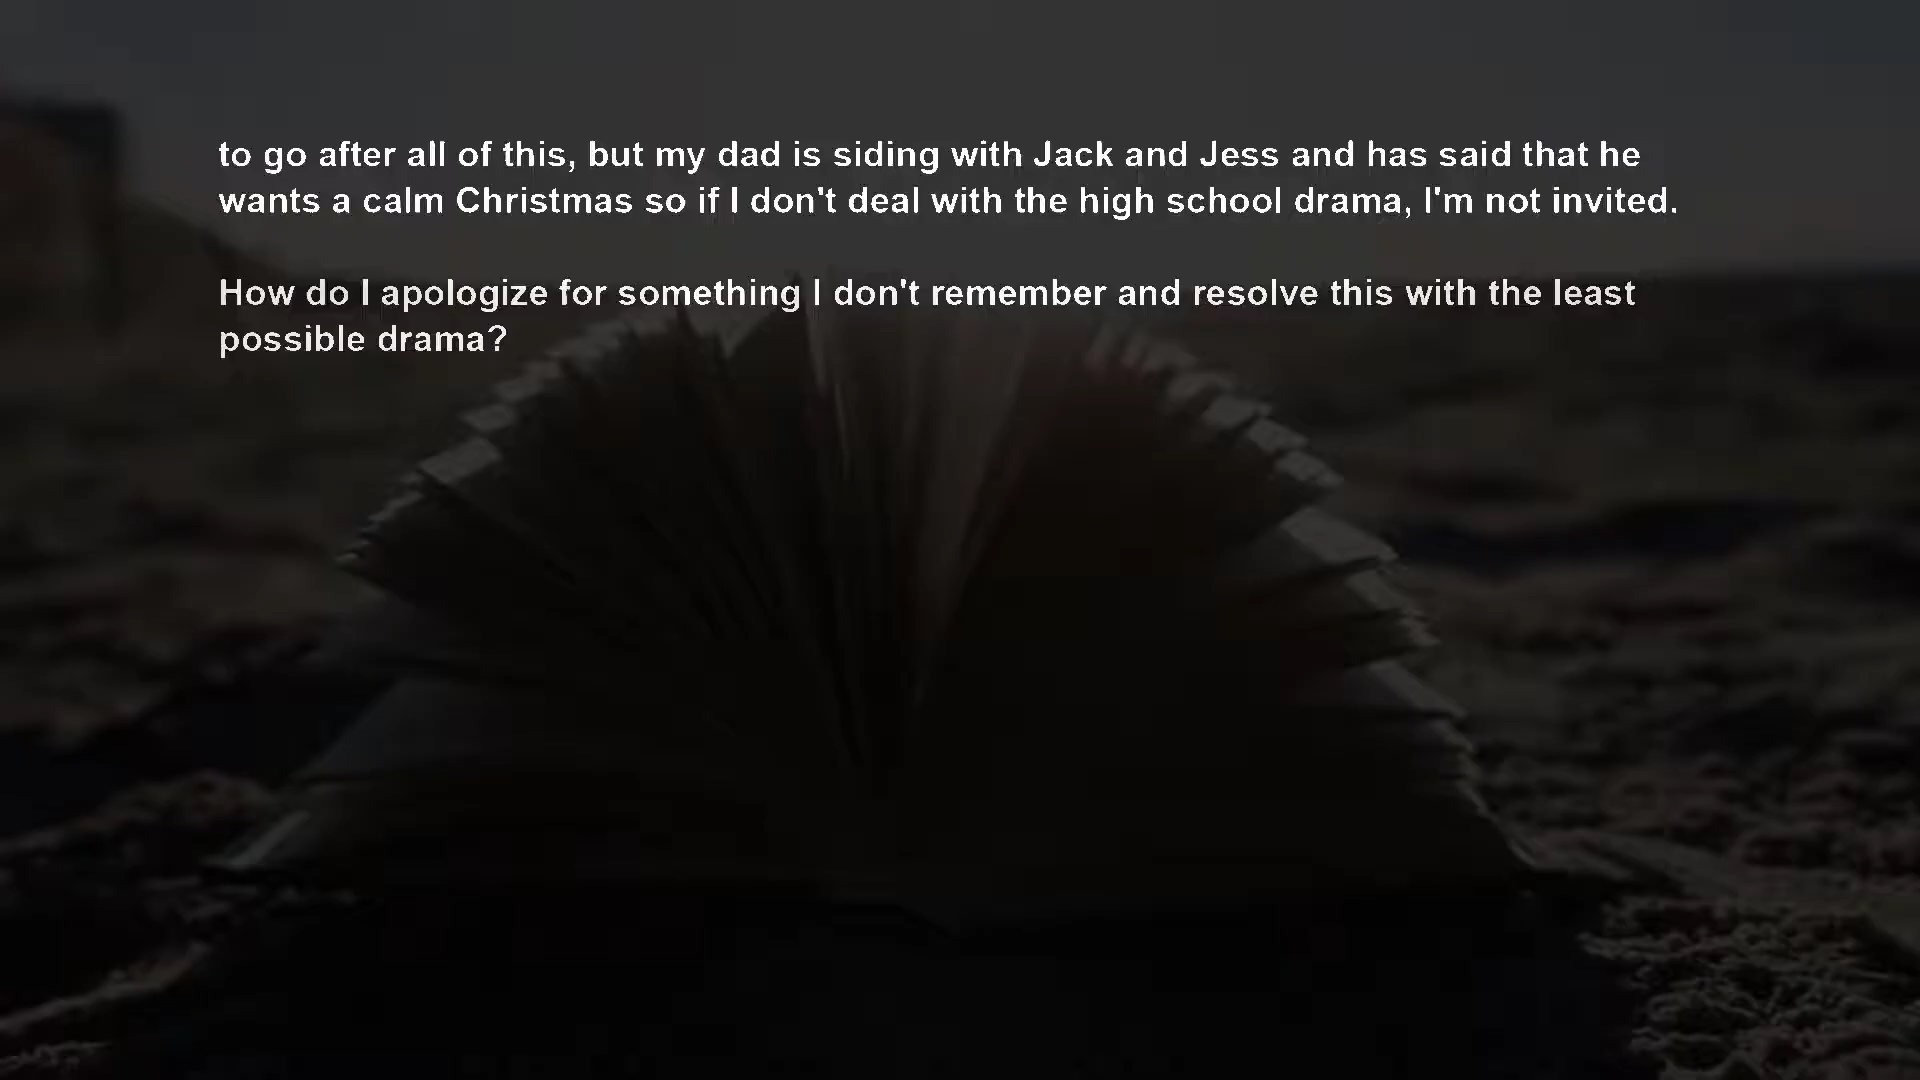 to go after all of this, but my dad is siding with Jack and Jess and has said that he
wants a calm Christmas so if I don't deal with the high school drama, I'm not invited.
How do I apologize for something I don't remember and resolve this with the least
possible drama?